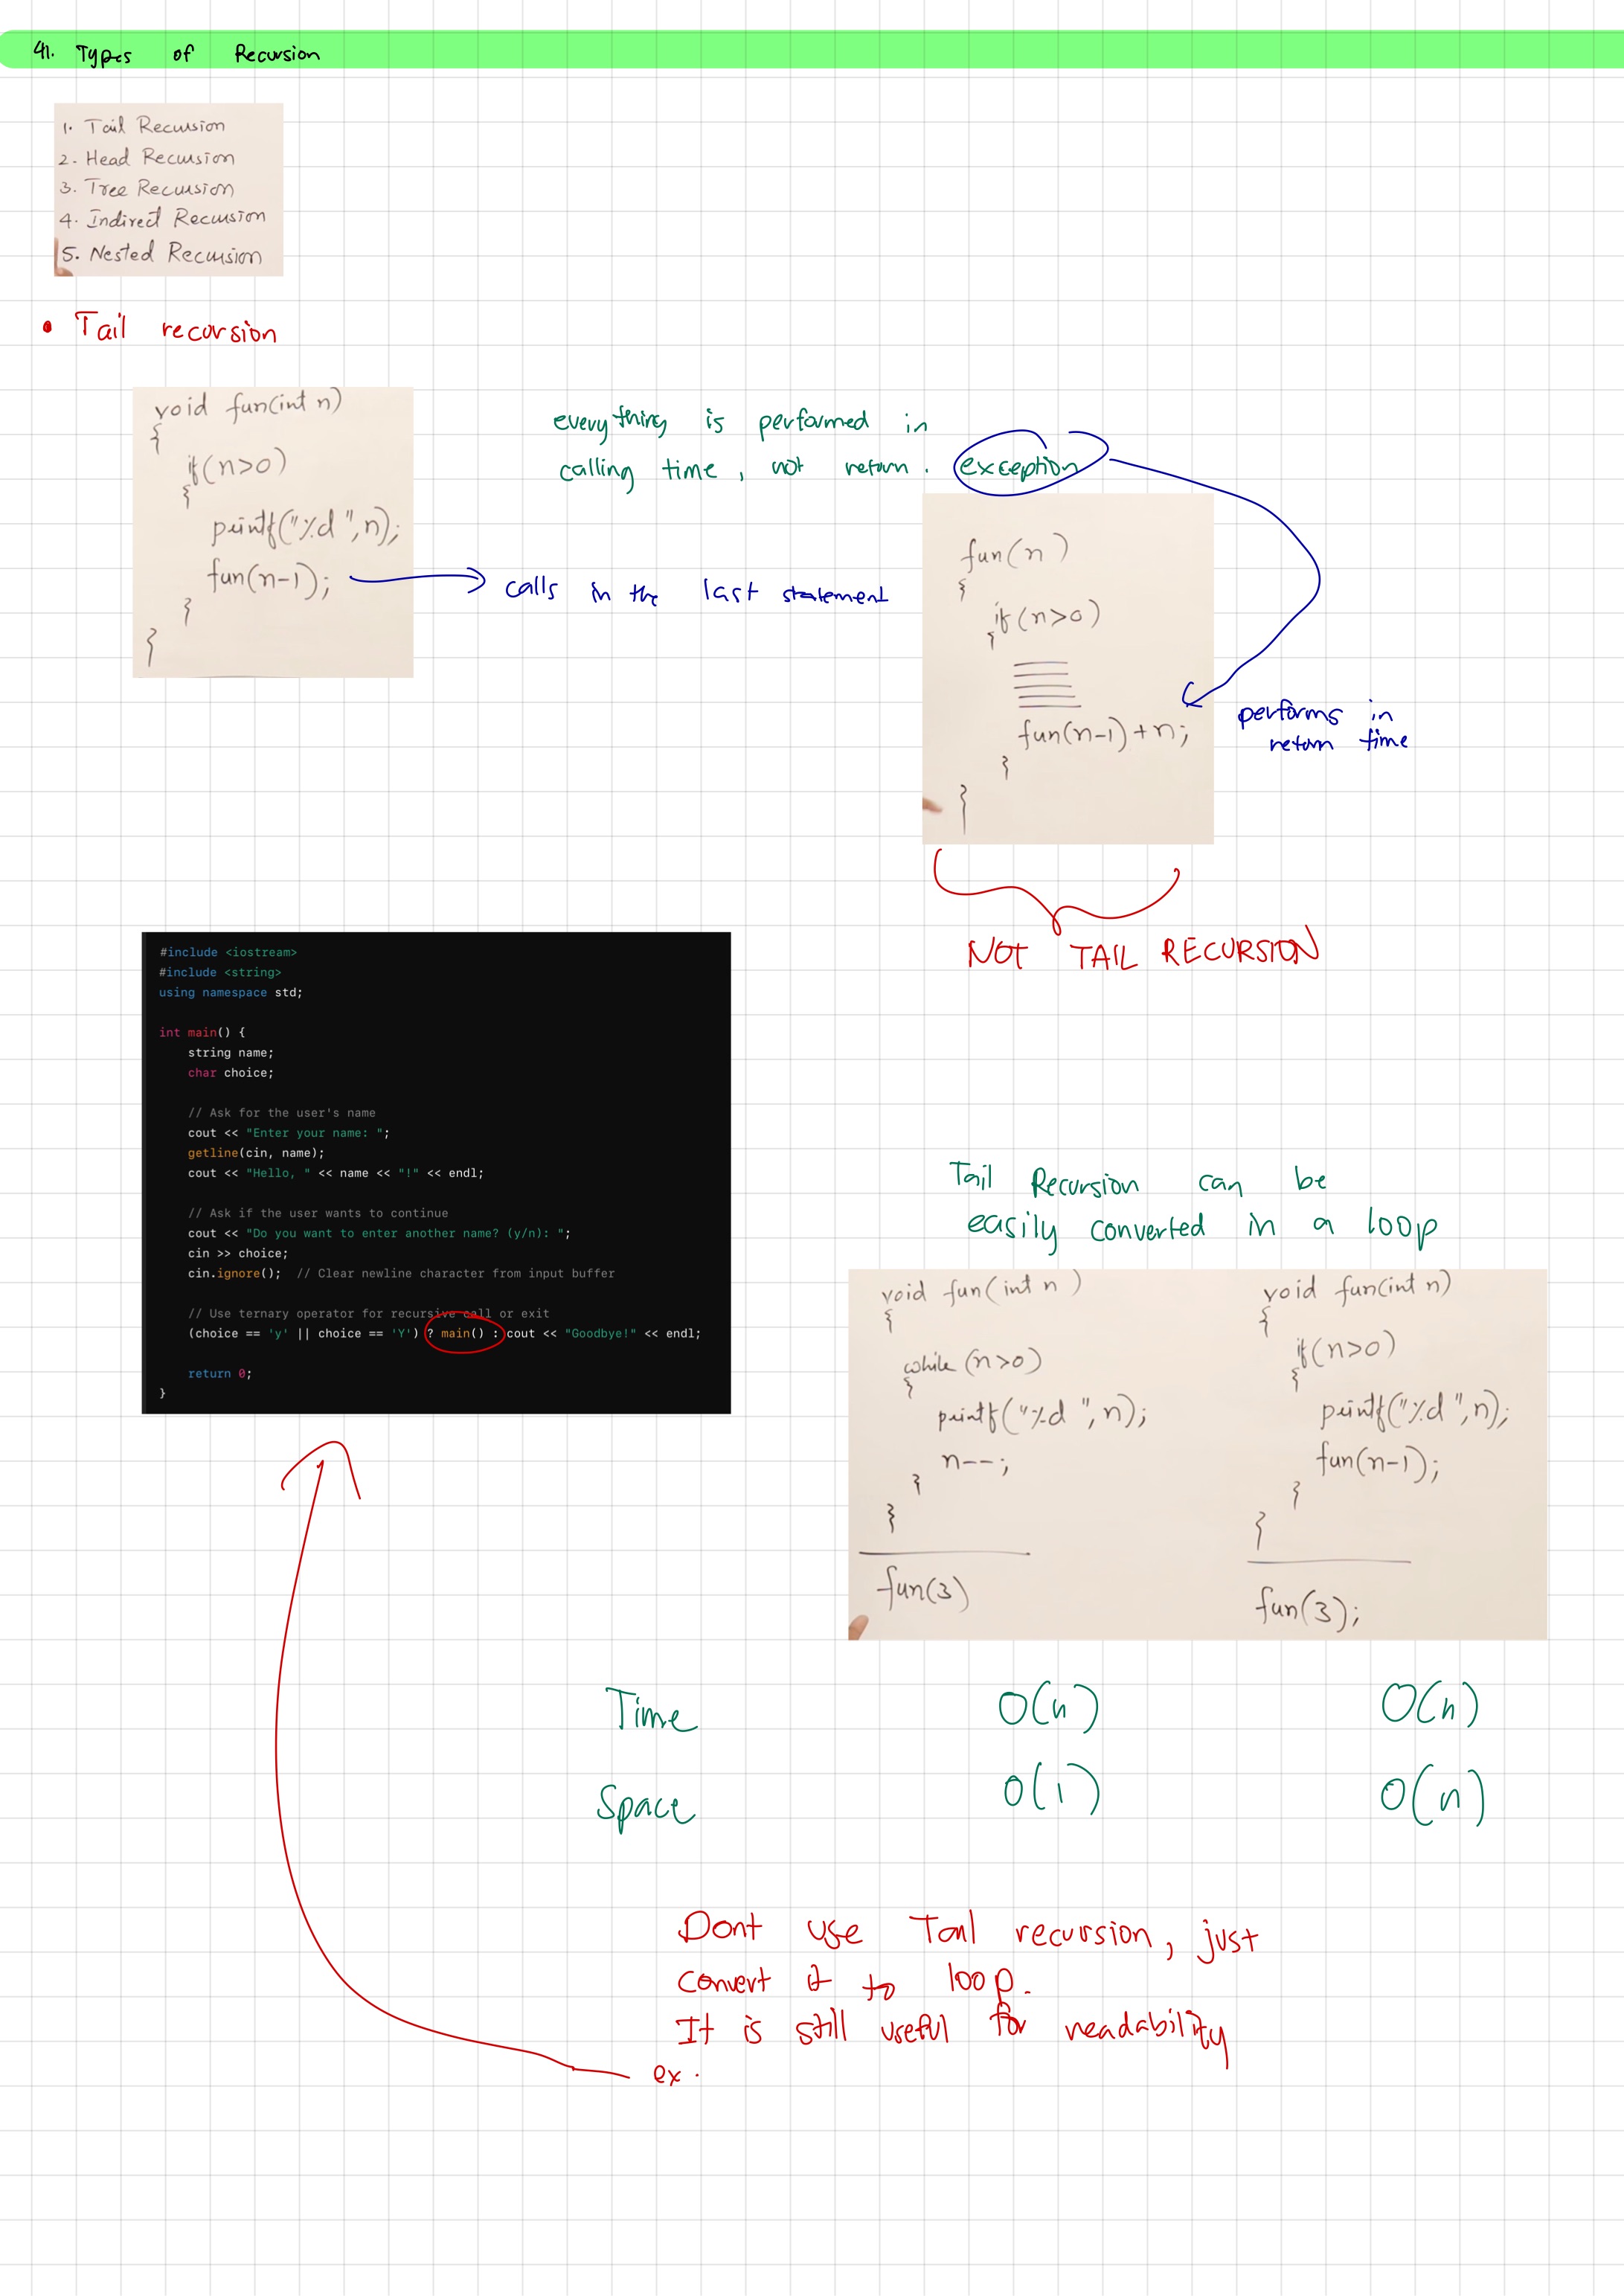 41. Types of Recursion
1. Tail Recursion
2. Head Recursion
3. Tree Recursion
4. Indirect Recursion
5. Nested Recursion
• Tail recursion
void fun(int n)
{
if(n>0)
{
printf("%d",n);
fun(n-1);
}
}
calls in the last statement
everything is performed in
calling time, not return. exception
fun(n)
{
if(n>0)
{
fun(n-1)+n;
}
}
performs in
return time
NOT TAIL RECURSION
#include <iostream>
#include <string>
using namespace std;
int main() {
string name;
char choice;
// Ask for the user's name
cout << "Enter your name: ";
getline(cin, name);
cout << "Hello, " << name << "!" << endl;
// Ask if the user wants to continue
cout << "Do you want to enter another name? (y/n): ";
cin >> choice;
cin.ignore();  // Clear newline character from input buffer
// Use ternary operator for recursive call or exit
(choice == 'y' || choice == 'Y') ? main() : cout << "Goodbye!" << endl;
return 0;
}
Tail Recursion can be
easily converted in a loop
void fun(int n)
{
while(n>0)
{
printf("%d ",n);
n--;
}
}
fun(3)
void fun(int n)
{
if(n>0)
{
printf("%d",n);
fun(n-1);
}
}
fun(3);
Time O(n) O(n)
Space O(1) O(n)
Dont use Tail recursion, just
convert it to loop.
It is still useful for readability
ex.